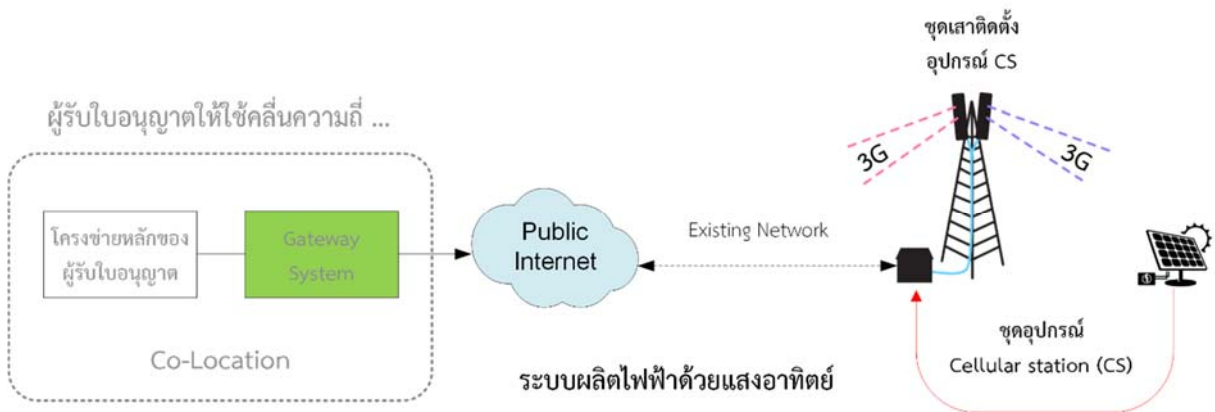 ผู้รับใบอนุญาตให้ใช้คลื่นความถี่ ...
โครงข่ายหลักของ
ผู้รับใบอนุญาต
Gateway
System
Co-Location
Public
Internet
Existing Network
ชุดเสาติดตั้ง
อุปกรณ์ CS
3G
3G
ชุดอุปกรณ์
Cellular station (CS)
ระบบผลิตไฟฟ้าด้วยแสงอาทิตย์